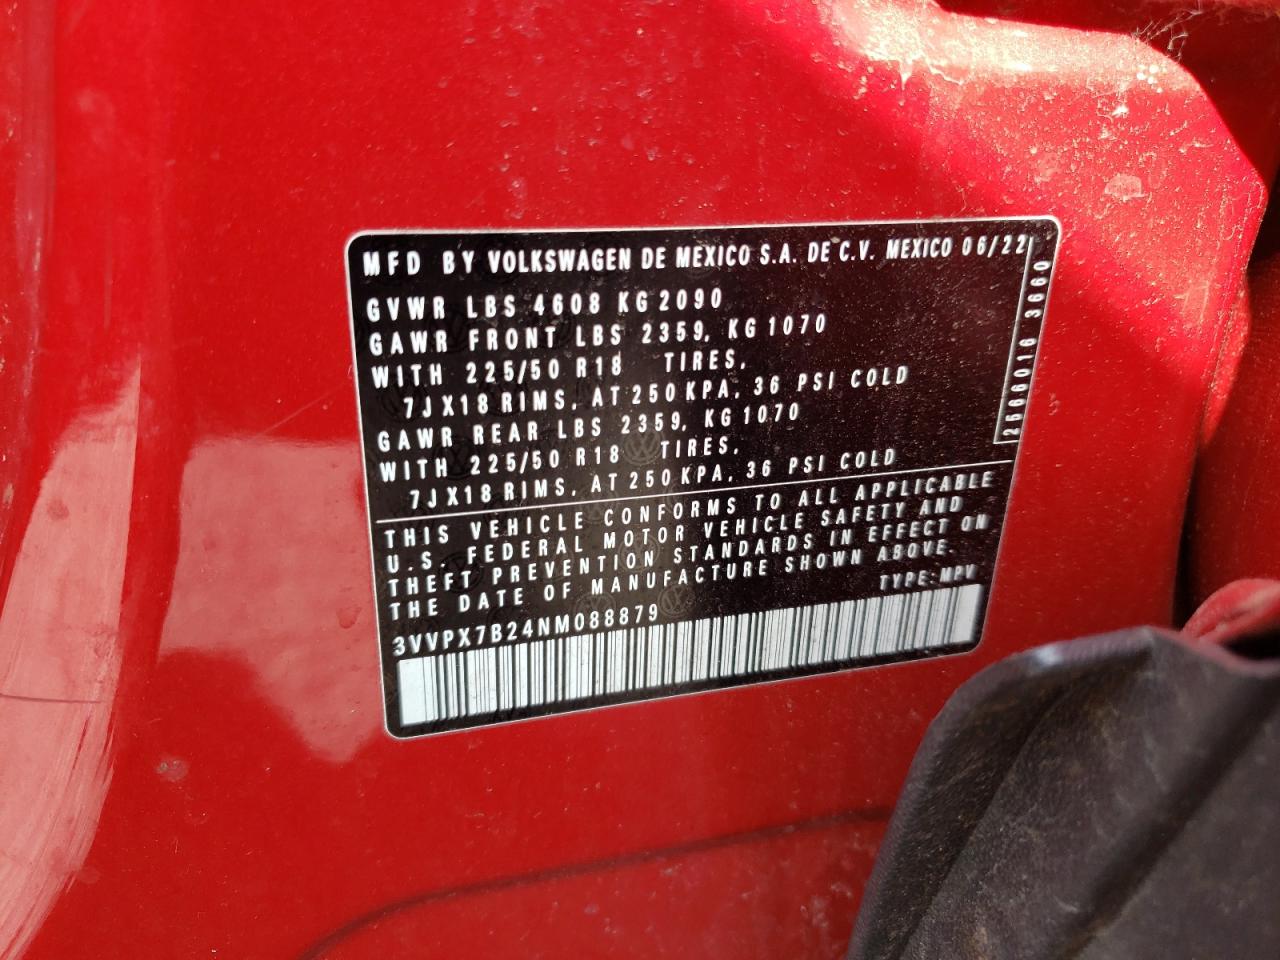 MFD BY VOLKSWAGEN DE MEXICO S.A. DE C.V. MEXICO 06/22
GVWR LBS 4608 KG 2090
GAWR FRONT LBS 2359, KG 1070
WITH 225/50 R18 TIRES,
7JX18 RIMS, AT 250 KPA, 36 PSI COLD
GAWR REAR LBS 2359, KG 1070
WITH 225/50 R18 TIRES,
7JX18 RIMS, AT 250 KPA, 36 PSI COLD
2566016 3660
THIS VEHICLE CONFORMS TO ALL APPLICABLE
U.S. FEDERAL MOTOR VEHICLE SAFETY AND
THEFT PREVENTION STANDARDS IN EFFECT ON
THE DATE OF MANUFACTURE SHOWN ABOVE.
3VVPX7B24NM088879 TYPE: MPV